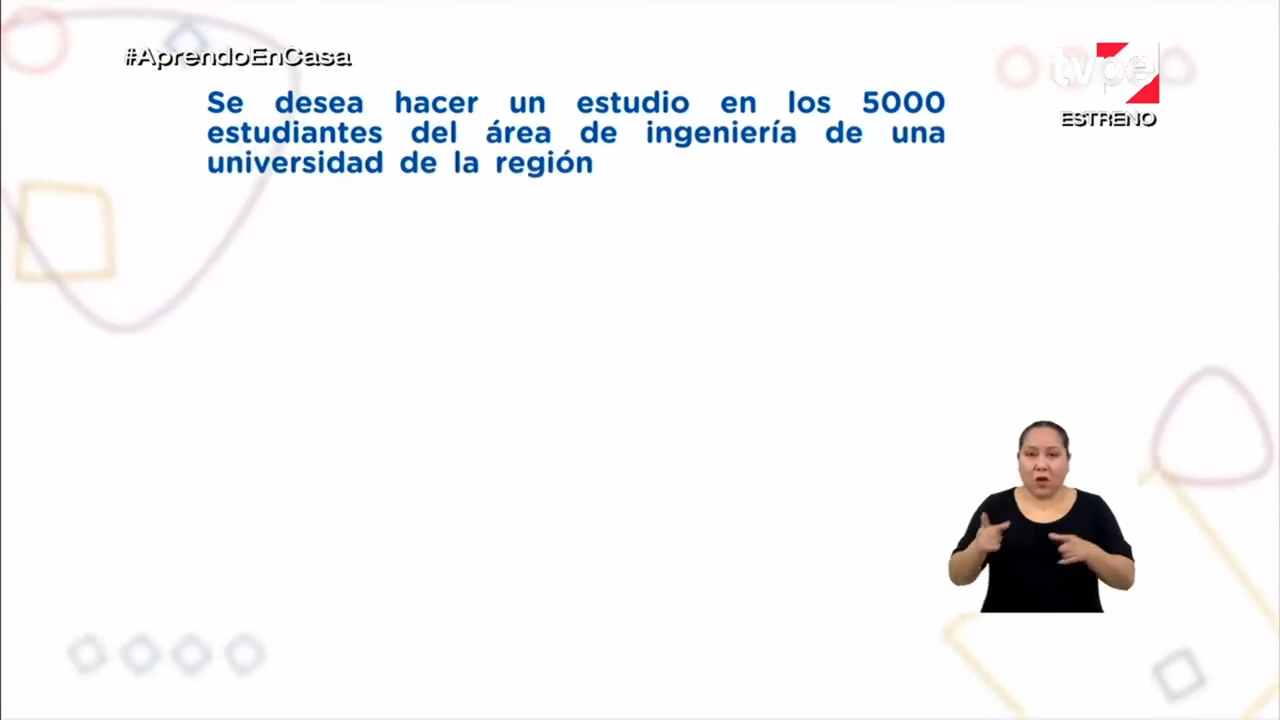 #AprendoEnCasa
tvpe
ESTRENO
Se desea hacer un estudio en los 5000
estudiantes del área de ingeniería de una
universidad de la región